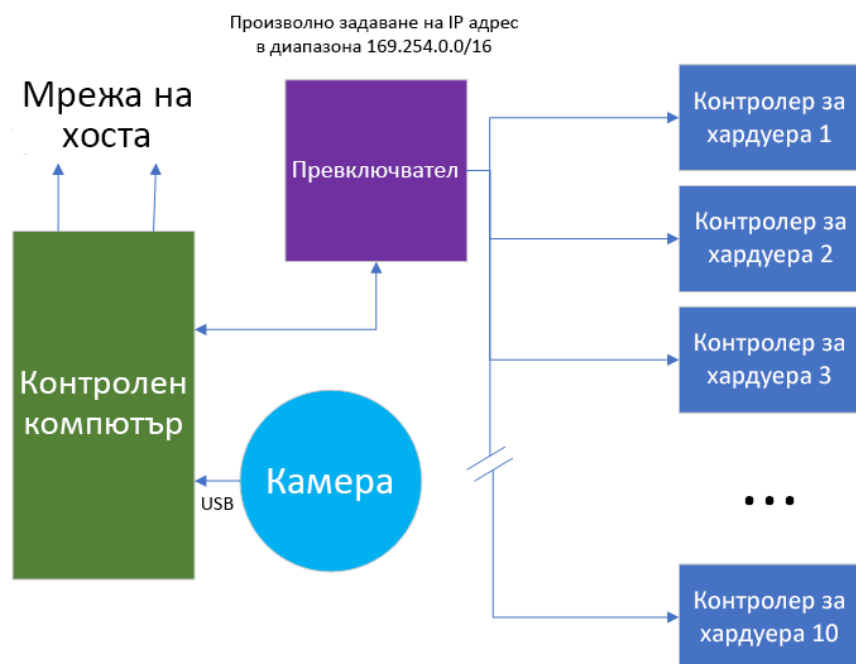 Произволно задаване на IP адрес
в диапазона 169.254.0.0/16
Мрежа на
хоста
Превключвател
Контролер за
хардуера 1
Контролер за
хардуера 2
Контролер за
хардуера 3
Контролен
компютър
Камера
USB
...
Контролер за
хардуера 10